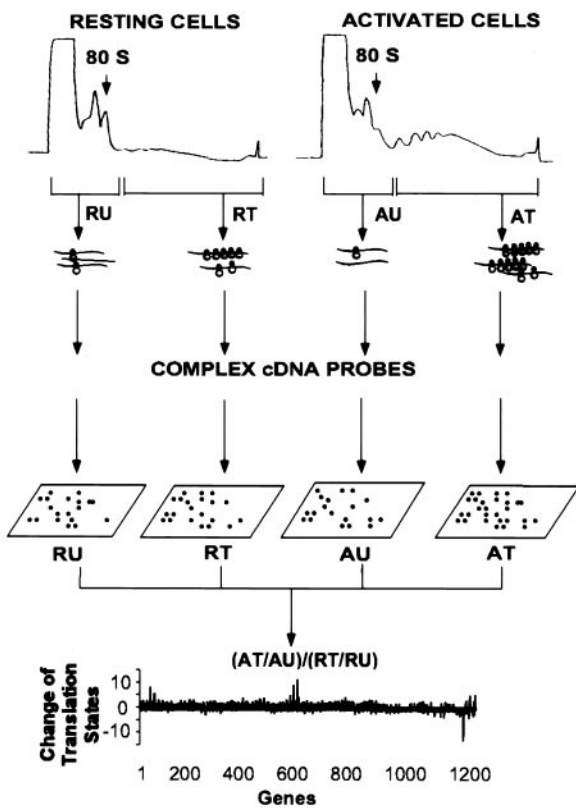 RESTING CELLS
ACTIVATED CELLS
80 S
80 S
RU
RT
AU
AT
COMPLEX cDNA PROBES
RU
RT
AU
AT
(AT/AU)/(RT/RU)
Change of
Translation
States
10
0
-10
1 200 400 600 800 1000 1200
Genes